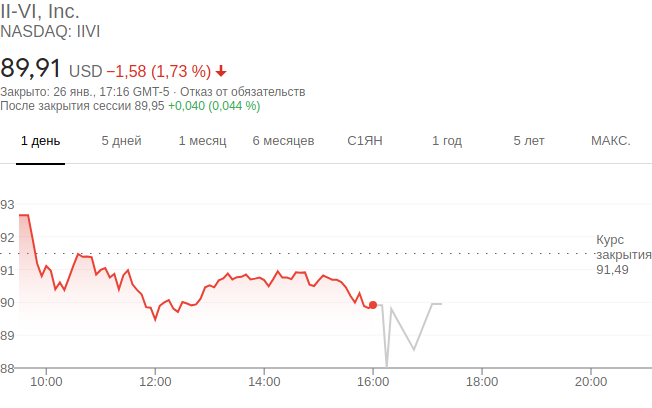 II-VI, Inc.
NASDAQ: IIVI
89,91 USD −1,58 (1,73 %)
Закрыто: 26 янв., 17:16 GMT-5 · Отказ от обязательств
После закрытия сессии 89,95 +0,040 (0,044 %)
1 день 5 дней 1 месяц 6 месяцев С1ЯН 1 год 5 лет МАКС.
93
92
91
90
89
88
Курс
закрытия
91,49
10:00 12:00 14:00 16:00 18:00 20:00